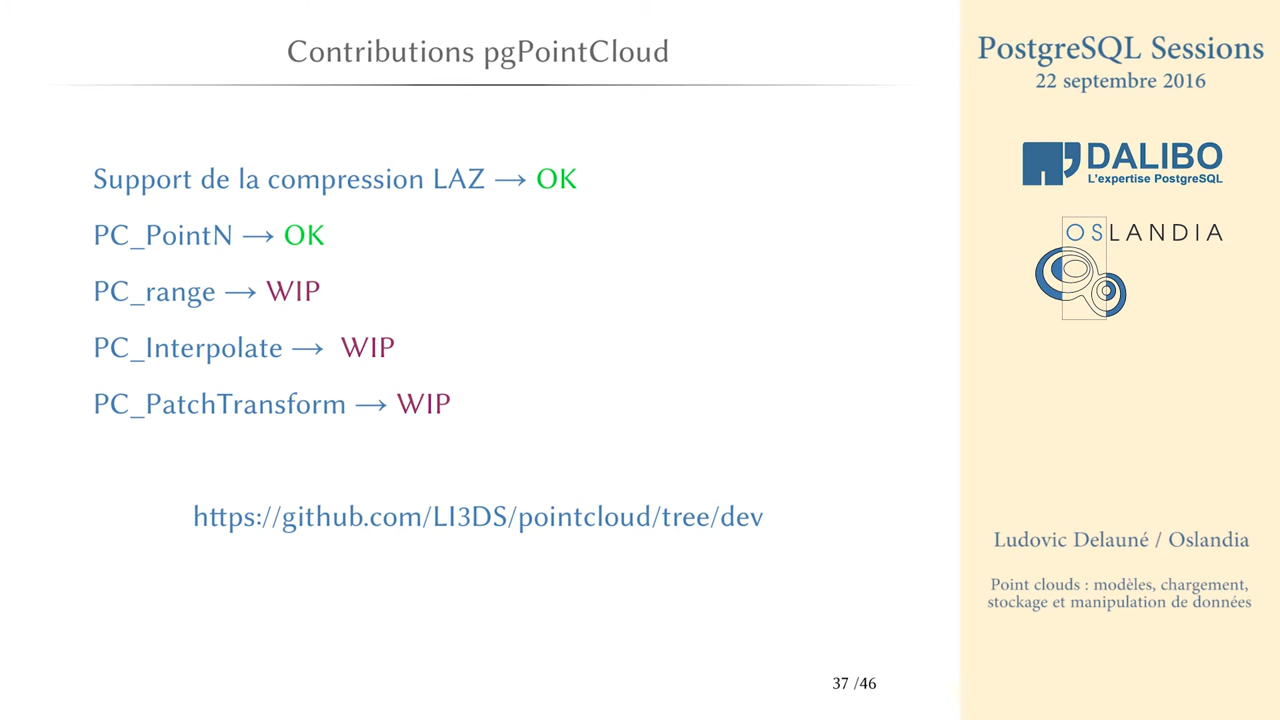 Contributions pgPointCloud
Support de la compression LAZ → OK
PC_PointN → OK
PC_range → WIP
PC_Interpolate → WIP
PC_PatchTransform → WIP
https://github.com/LI3DS/pointcloud/tree/dev
37 /46
PostgreSQL Sessions
22 septembre 2016
DALIBO
L'expertise PostgreSQL
OSLANDIA
Ludovic Delauné / Oslandia
Point clouds : modèles, chargement,
stockage et manipulation de données